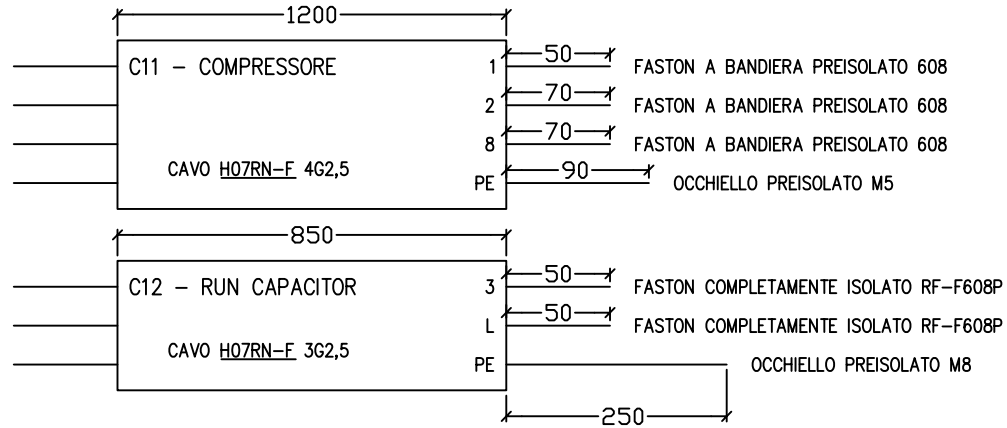 1200
C11 - COMPRESSORE
1 50 FASTON A BANDIERA PREISOLATO 608
2 70 FASTON A BANDIERA PREISOLATO 608
8 70 FASTON A BANDIERA PREISOLATO 608
CAVO H07RN-F 4G2,5
PE 90 OCCHIELLO PREISOLATO M5
850
C12 - RUN CAPACITOR
3 50 FASTON COMPLETAMENTE ISOLATO RF-F608P
L 50 FASTON COMPLETAMENTE ISOLATO RF-F608P
CAVO H07RN-F 3G2,5
PE OCCHIELLO PREISOLATO M8
250